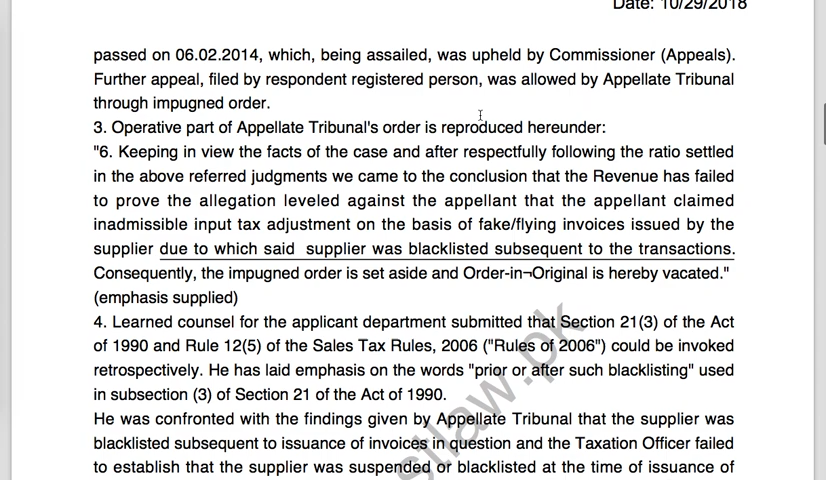 Date: 10/29/2018
passed on 06.02.2014, which, being assailed, was upheld by Commissioner (Appeals).
Further appeal, filed by respondent registered person, was allowed by Appellate Tribunal
through impugned order.
3. Operative part of Appellate Tribunal's order is reproduced hereunder:
"6. Keeping in view the facts of the case and after respectfully following the ratio settled
in the above referred judgments we came to the conclusion that the Revenue has failed
to prove the allegation leveled against the appellant that the appellant claimed
inadmissible input tax adjustment on the basis of fake/flying invoices issued by the
supplier due to which said supplier was blacklisted subsequent to the transactions.
Consequently, the impugned order is set aside and Order-in¬Original is hereby vacated."
(emphasis supplied)
4. Learned counsel for the applicant department submitted that Section 21(3) of the Act
of 1990 and Rule 12(5) of the Sales Tax Rules, 2006 ("Rules of 2006") could be invoked
retrospectively. He has laid emphasis on the words "prior or after such blacklisting" used
in subsection (3) of Section 21 of the Act of 1990.
He was confronted with the findings given by Appellate Tribunal that the supplier was
blacklisted subsequent to issuance of invoices in question and the Taxation Officer failed
to establish that the supplier was suspended or blacklisted at the time of issuance of
stlaw.pk